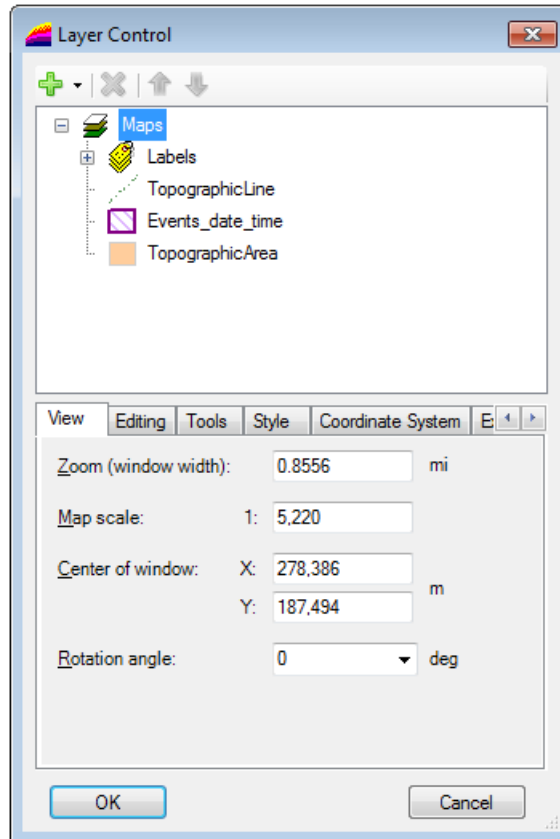 Layer Control
Maps
Labels
TopographicLine
Events_date_time
TopographicArea
View Editing Tools Style Coordinate System
Zoom (window width): 0.8556 mi
Map scale: 1: 5,220
Center of window: X: 278,386
m
Y: 187,494
Rotation angle: 0 deg
OK Cancel